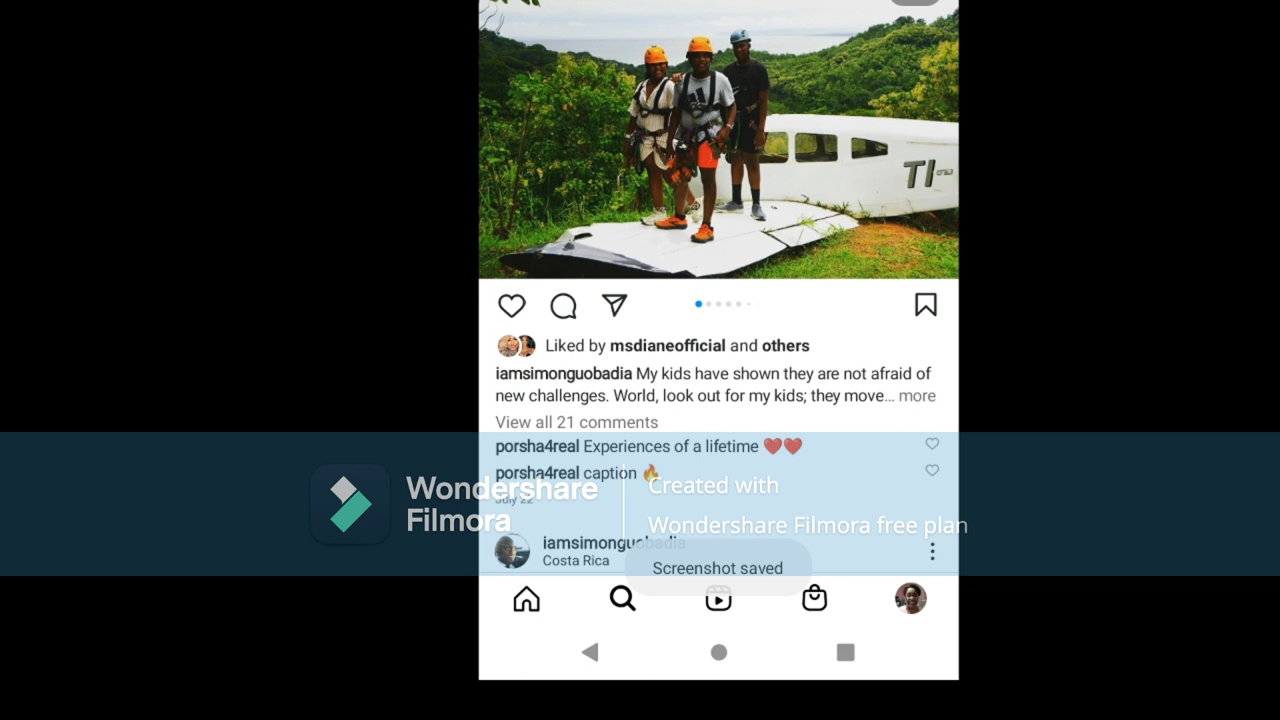 TI
Liked by msdianeofficial and others
iamsimonguobadia My kids have shown they are not afraid of
new challenges. World, look out for my kids; they move... more
View all 21 comments
porsha4real Experiences of a lifetime ❤️❤️
porsha4real caption 🔥
July 22
Wondershare
Filmora
Created with
Wondershare Filmora free plan
iamsimonguobadia
Costa Rica
Screenshot saved